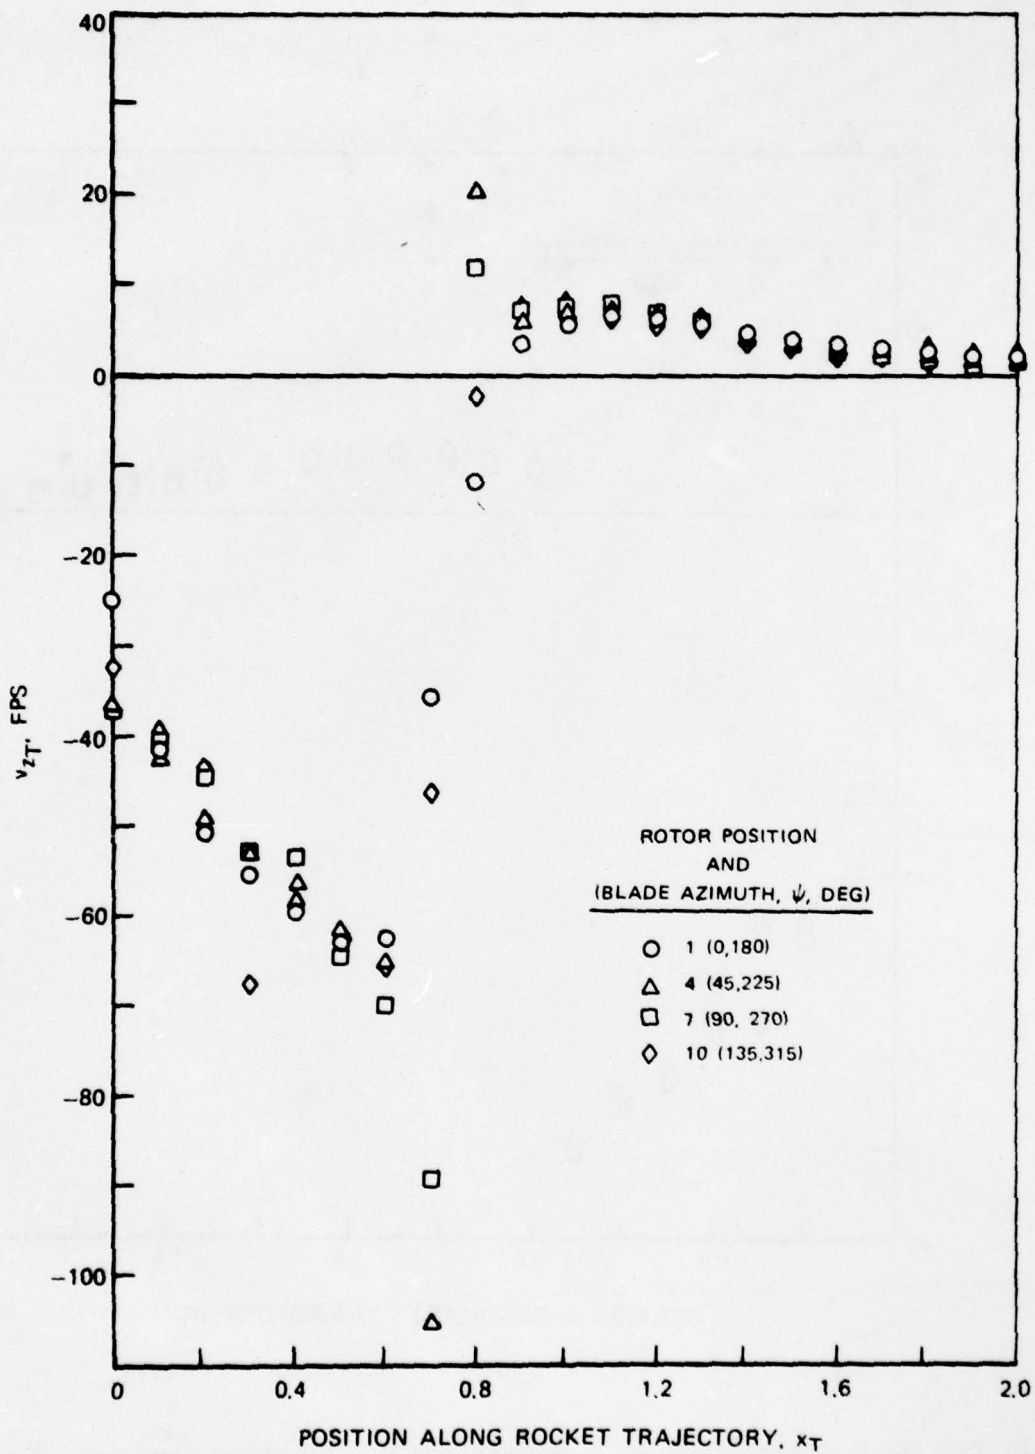 40
20
0
−20
−40
−60
−80
−100
v_zT, FPS
ROTOR POSITION
AND
(BLADE AZIMUTH, ψ, DEG)
1 (0,180)
4 (45,225)
7 (90, 270)
10 (135,315)
0 0.4 0.8 1.2 1.6 2.0
POSITION ALONG ROCKET TRAJECTORY, x_T